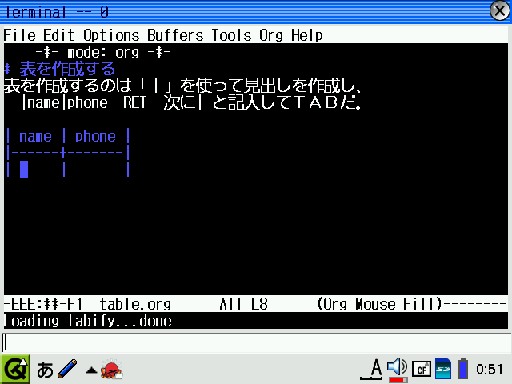 Terminal -- 0
File Edit Options Buffers Tools Org Help
-*- mode: org -*-
* 表を作成する
表を作成するのは「|」を使って見出しを作成し、
|name|phone RET 次に| と記入してTABだ。
| name | phone |
|------+-------|
| | |
-EEE:**-F1 table.org All L8 (Org Mouse Fill)--------
Loading tabify...done
あ A CF SD 0:51